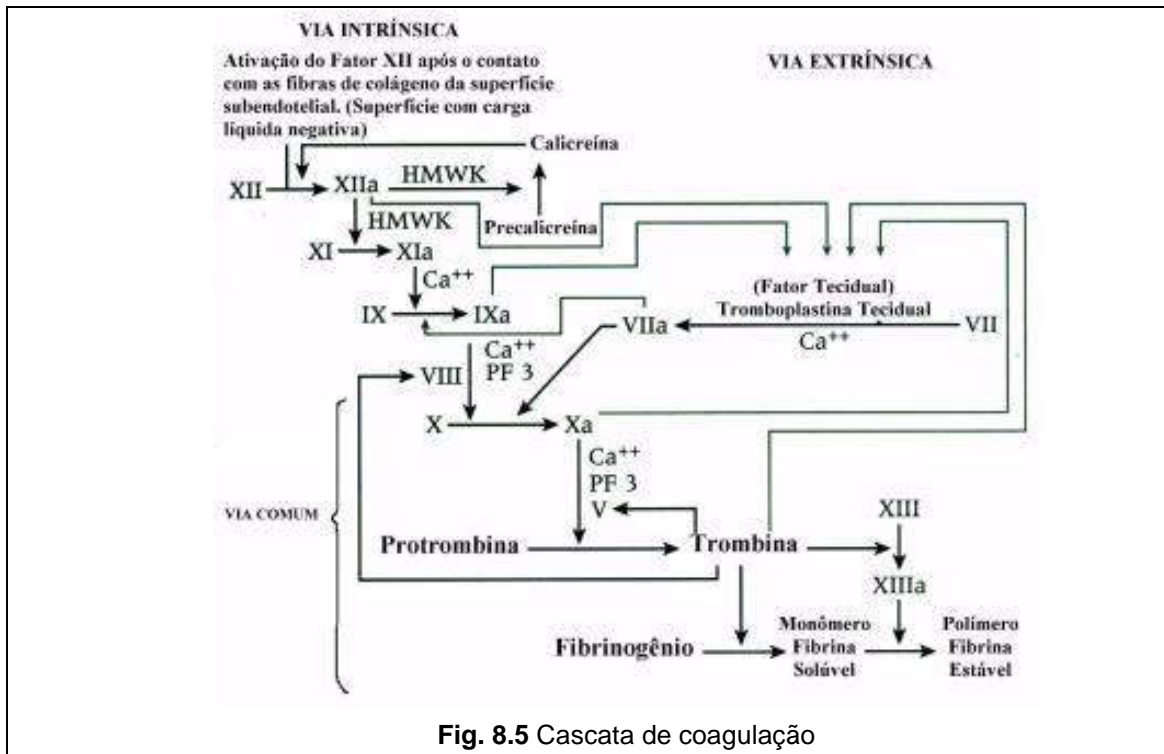 VIA INTRÍNSICA
Ativação do Fator XII após o contato
com as fibras de colágeno da superfície
subendotelial. (Superfície com carga
líquida negativa)
VIA EXTRÍNSICA
Calicreína
XII
XIIa
HMWK
HMWK
Precalicreína
XI
XIa
Ca++
(Fator Tecidual)
Tromboplastina Tecidual
IX
IXa
VIIa
VII
Ca++
Ca++
PF 3
VIII
X
Xa
Ca++
PF 3
V
XIII
VIA COMUM
Protrombina
Trombina
XIIIa
Fibrinogênio
Monômero
Fibrina
Solúvel
Polímero
Fibrina
Estável
Fig. 8.5 Cascata de coagulação